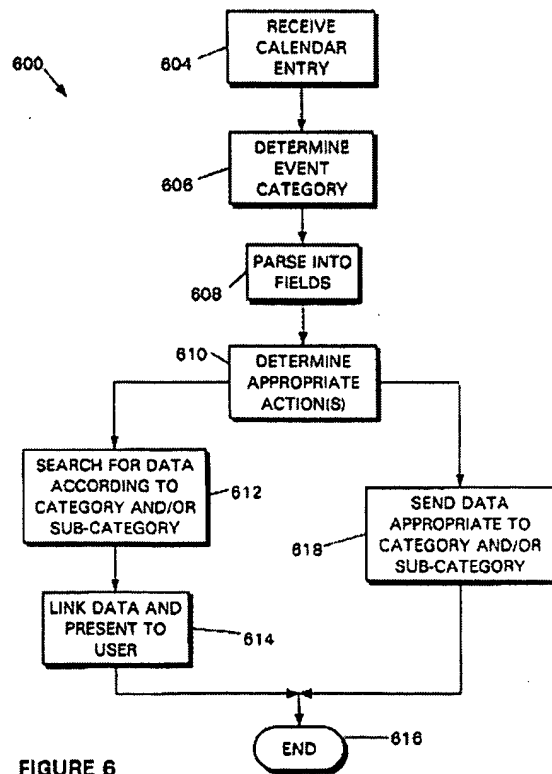 600
604
RECEIVE
CALENDAR
ENTRY
606
DETERMINE
EVENT
CATEGORY
608
PARSE INTO
FIELDS
610
DETERMINE
APPROPRIATE
ACTION(S)
SEARCH FOR DATA
ACCORDING TO
CATEGORY AND/OR
SUB-CATEGORY
612
SEND DATA
APPROPRIATE TO
CATEGORY AND/OR
SUB-CATEGORY
618
LINK DATA AND
PRESENT TO
USER
614
END
616
FIGURE 6